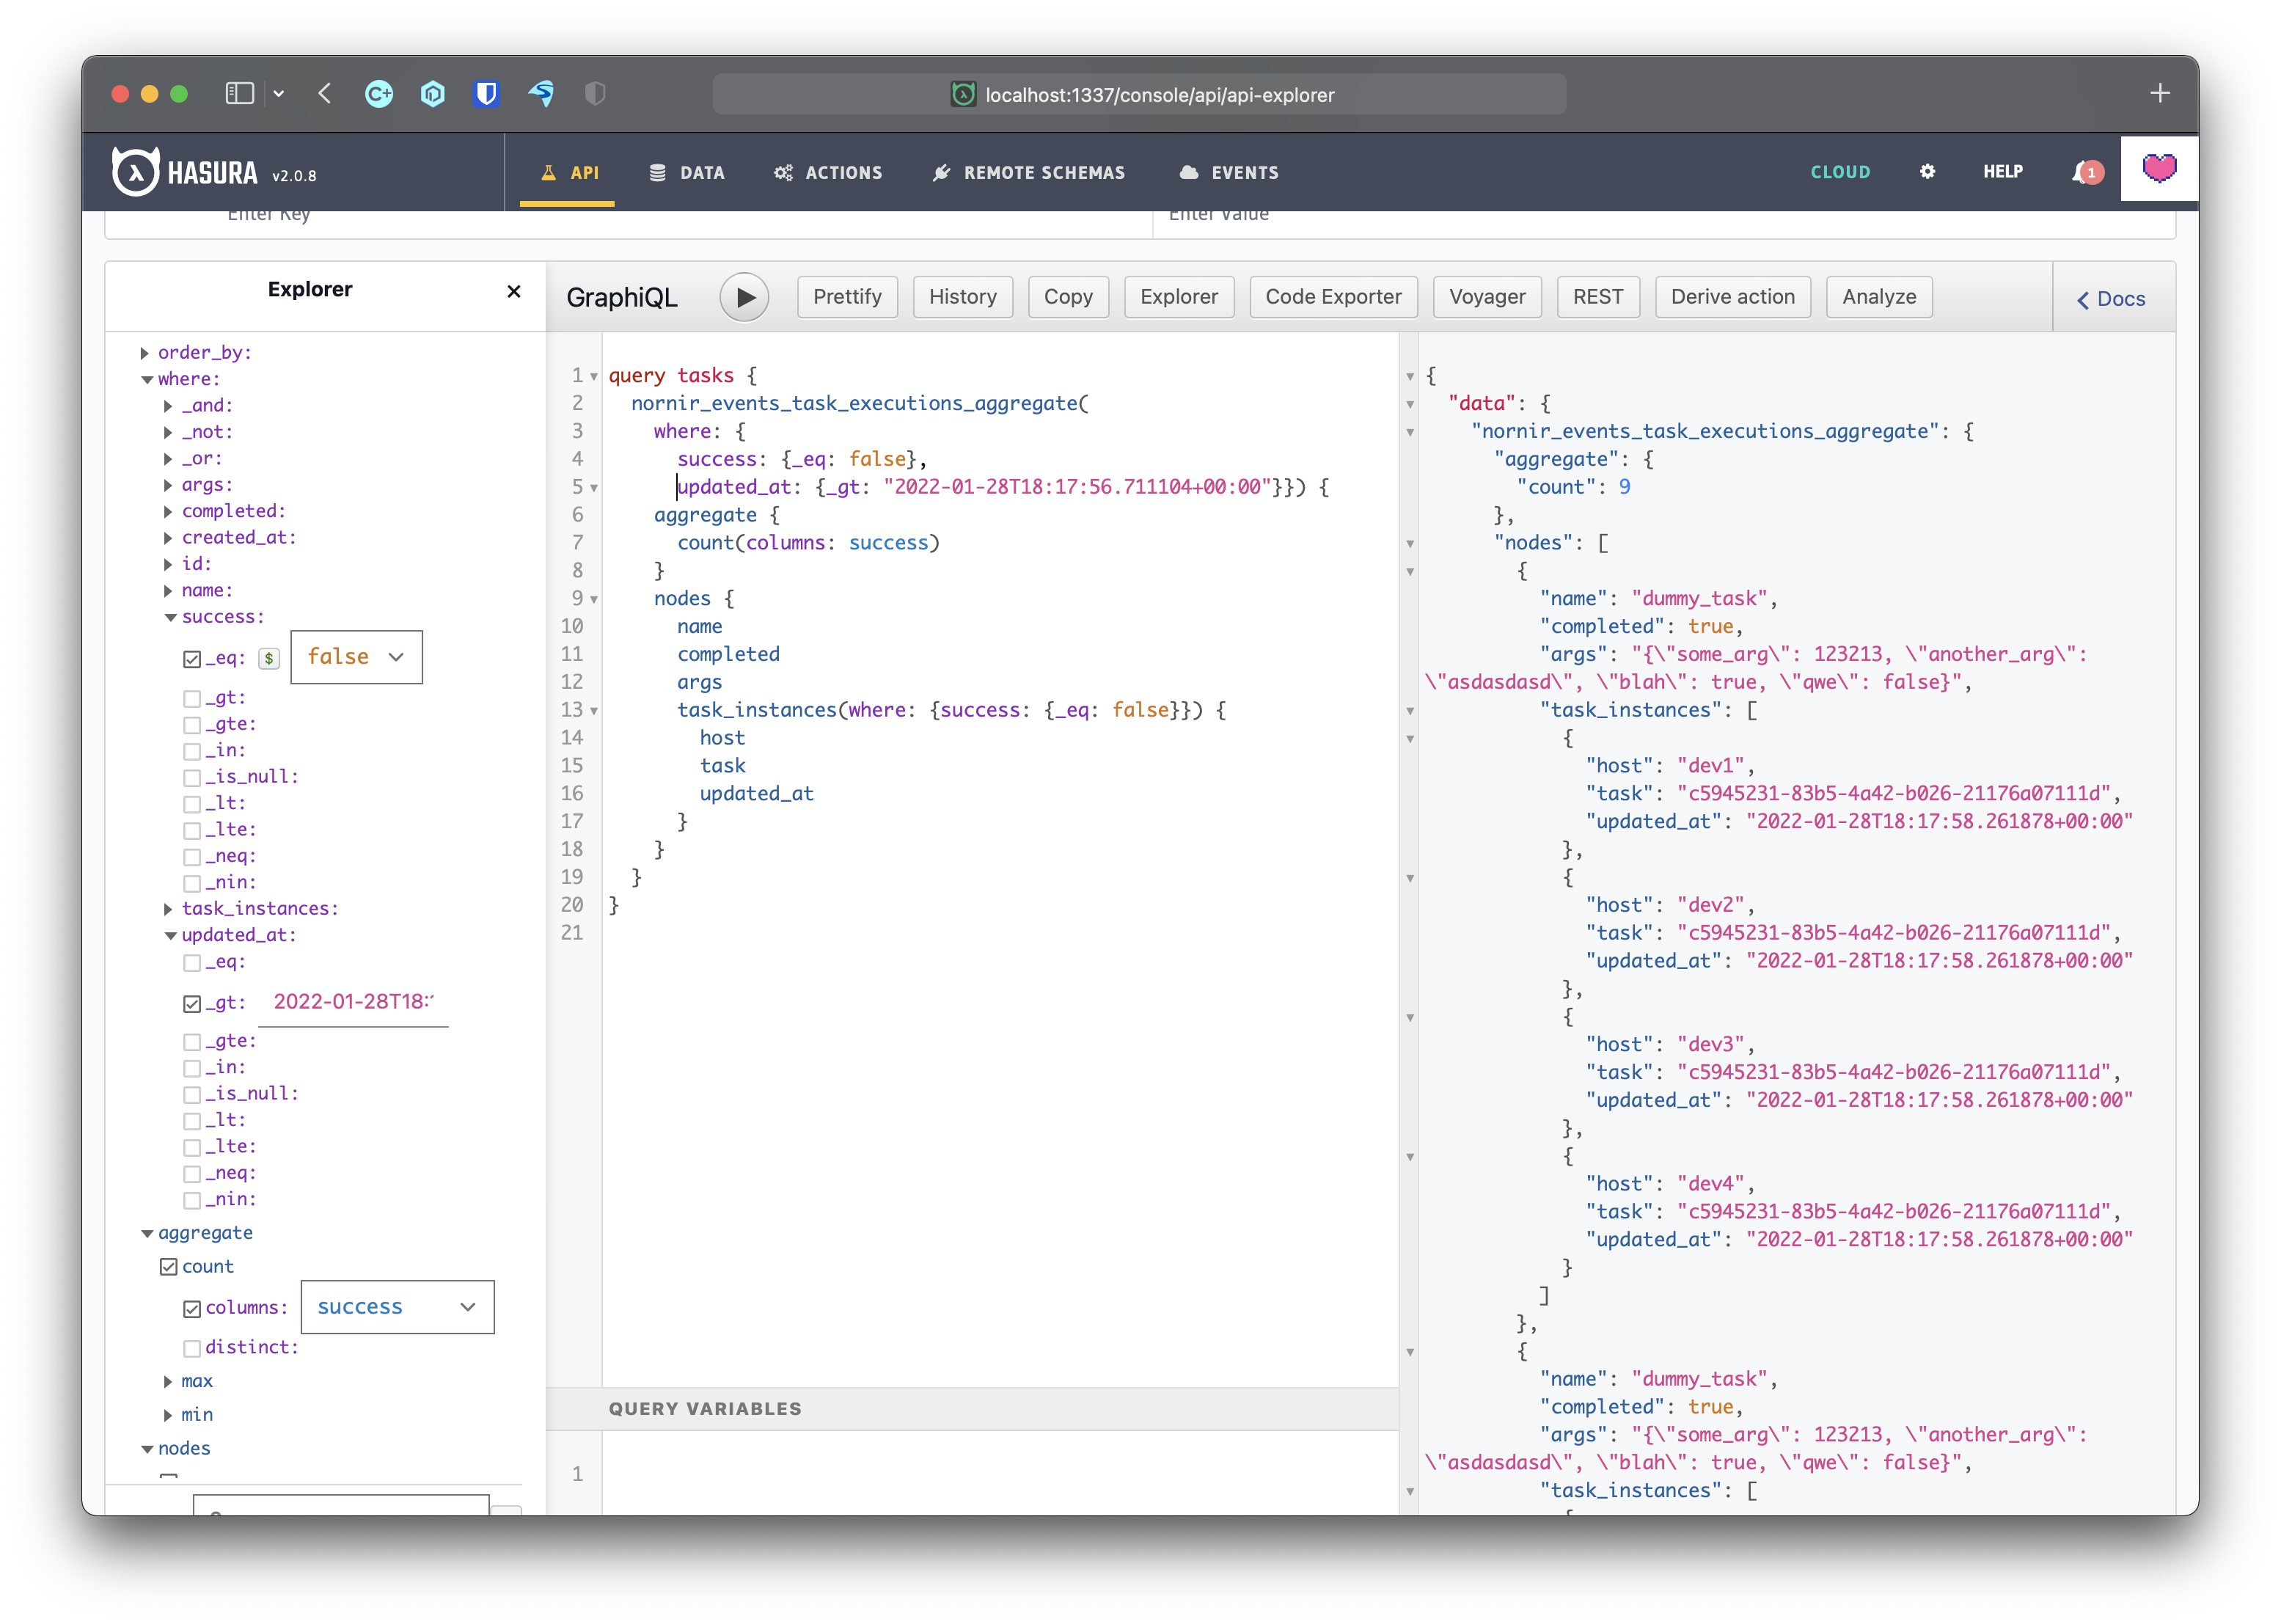 localhost:1337/console/api/api-explorer
HASURA v2.0.8
API
DATA
ACTIONS
REMOTE SCHEMAS
EVENTS
CLOUD
HELP
1
Enter Key
Enter Value
Explorer
GraphiQL
Prettify
History
Copy
Explorer
Code Exporter
Voyager
REST
Derive action
Analyze
Docs
order_by:
where:
_and:
_not:
_or:
args:
completed:
created_at:
id:
name:
success:
_eq: $ false
_gt:
_gte:
_in:
_is_null:
_lt:
_lte:
_neq:
_nin:
task_instances:
updated_at:
_eq:
_gt: 2022-01-28T18:
_gte:
_in:
_is_null:
_lt:
_lte:
_neq:
_nin:
aggregate
count
columns: success
distinct:
max
min
nodes
1 query tasks {
2 nornir_events_task_executions_aggregate(
3 where: {
4 success: {_eq: false},
5 updated_at: {_gt: "2022-01-28T18:17:56.711104+00:00"}}) {
6 aggregate {
7 count(columns: success)
8 }
9 nodes {
10 name
11 completed
12 args
13 task_instances(where: {success: {_eq: false}}) {
14 host
15 task
16 updated_at
17 }
18 }
19 }
20 }
21
QUERY VARIABLES
1
{
"data": {
"nornir_events_task_executions_aggregate": {
"aggregate": {
"count": 9
},
"nodes": [
{
"name": "dummy_task",
"completed": true,
"args": "{\"some_arg\": 123213, \"another_arg\":
\"asdasdasd\", \"blah\": true, \"qwe\": false}",
"task_instances": [
{
"host": "dev1",
"task": "c5945231-83b5-4a42-b026-21176a07111d",
"updated_at": "2022-01-28T18:17:58.261878+00:00"
},
{
"host": "dev2",
"task": "c5945231-83b5-4a42-b026-21176a07111d",
"updated_at": "2022-01-28T18:17:58.261878+00:00"
},
{
"host": "dev3",
"task": "c5945231-83b5-4a42-b026-21176a07111d",
"updated_at": "2022-01-28T18:17:58.261878+00:00"
},
{
"host": "dev4",
"task": "c5945231-83b5-4a42-b026-21176a07111d",
"updated_at": "2022-01-28T18:17:58.261878+00:00"
}
]
},
{
"name": "dummy_task",
"completed": true,
"args": "{\"some_arg\": 123213, \"another_arg\":
\"asdasdasd\", \"blah\": true, \"qwe\": false}",
"task_instances": [
{